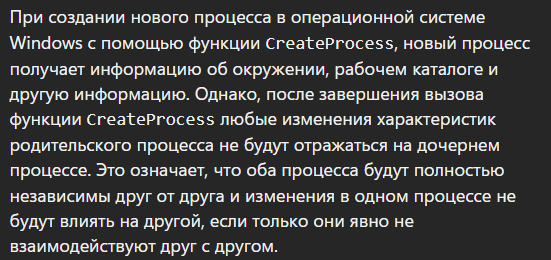 При создании нового процесса в операционной системе
Windows с помощью функции CreateProcess, новый процесс
получает информацию об окружении, рабочем каталоге и
другую информацию. Однако, после завершения вызова
функции CreateProcess любые изменения характеристик
родительского процесса не будут отражаться на дочернем
процессе. Это означает, что оба процесса будут полностью
независимы друг от друга и изменения в одном процессе не
будут влиять на другой, если только они явно не
взаимодействуют друг с другом.